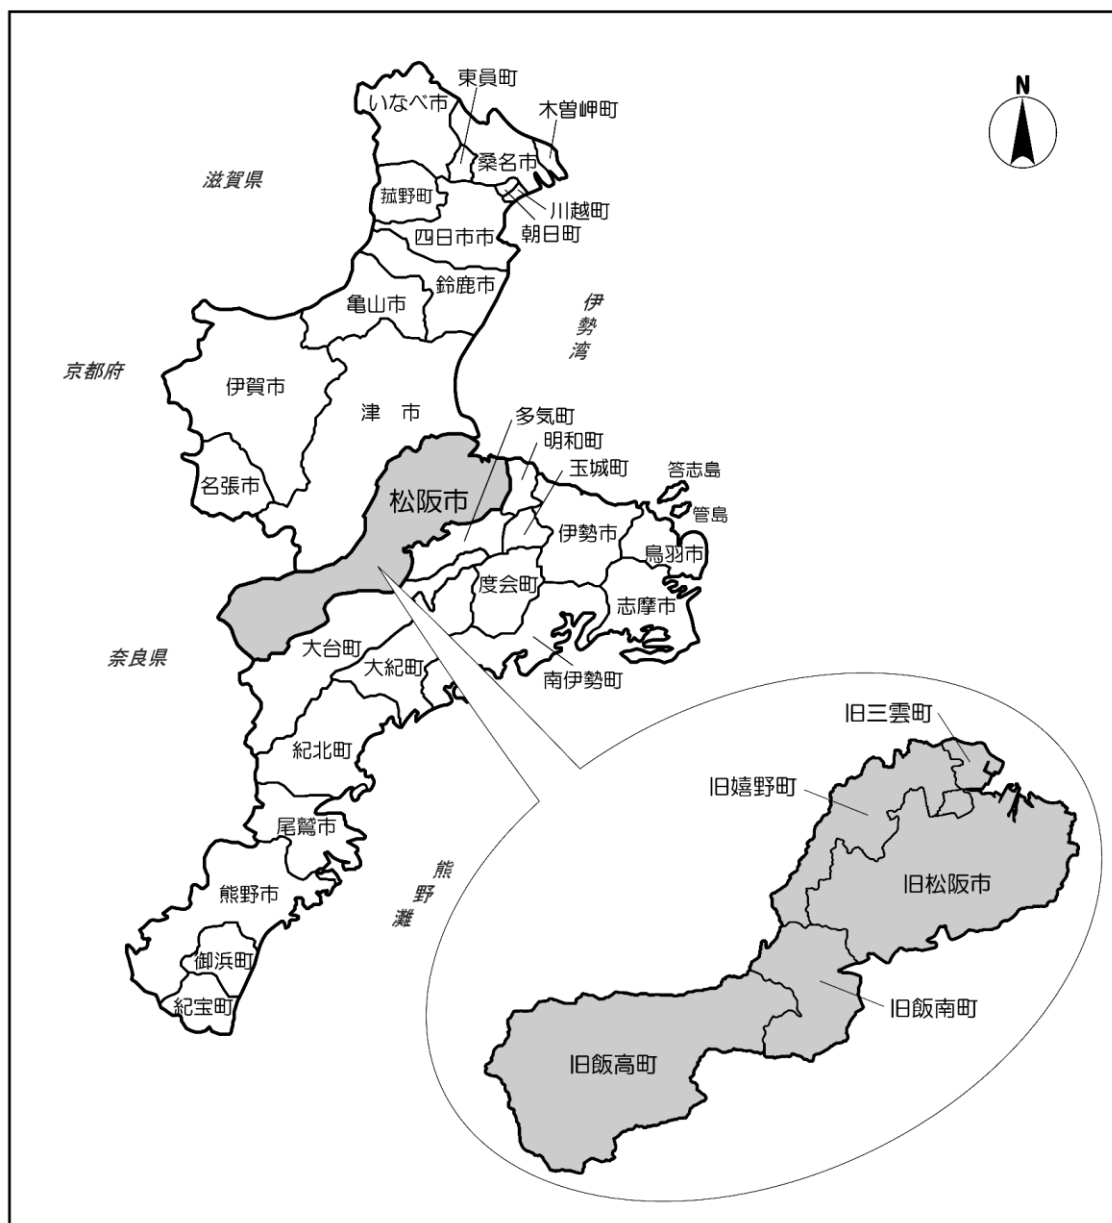 N
東員町
いなべ市
木曽岬町
桑名市
滋賀県
菰野町
川越町
朝日町
四日市市
鈴鹿市
亀山市
伊勢湾
京都府
伊賀市
津 市
多気町
明和町
玉城町
答志島
名張市
松阪市
菅島
伊勢市
鳥羽市
度会町
志摩市
奈良県
大台町
大紀町
南伊勢町
紀北町
旧三雲町
旧嬉野町
尾鷲市
熊野灘
熊野市
旧松阪市
御浜町
紀宝町
旧飯南町
旧飯高町